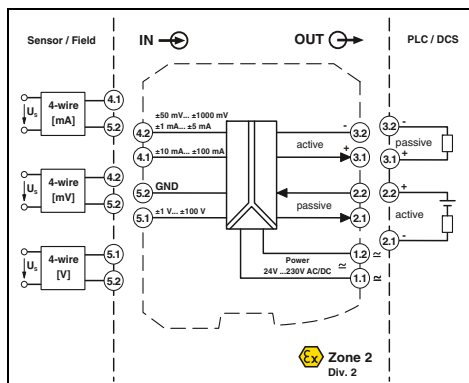 Sensor / Field
IN
OUT
PLC / DCS
Us
4-wire
[mA]
4.1
5.2
Us
4-wire
[mV]
4.2
5.2
Us
4-wire
[V]
5.1
5.2
±50 mV... ±1000 mV
±1 mA... ±5 mA
4.2
±10 mA... ±100 mA
4.1
GND
5.2
±1 V... ±100 V
5.1
-
3.2
active
+
3.1
2.2
passive
2.1
Power
24V ...230V AC/DC
1.2
≂
≂
1.1
≂
3.2
-
passive
3.1
+
2.2
+
active
2.1
-
Ex
Zone 2
Div. 2